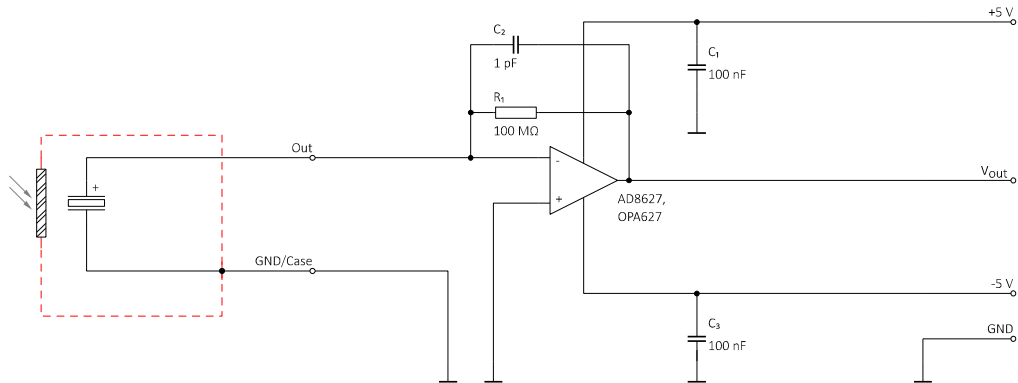 +5 V
C₂
1 pF
C₁
100 nF
R₁
100 MΩ
Out
-
+
Vout
+
AD8627,
OPA627
GND/Case
-5 V
C₃
100 nF
GND